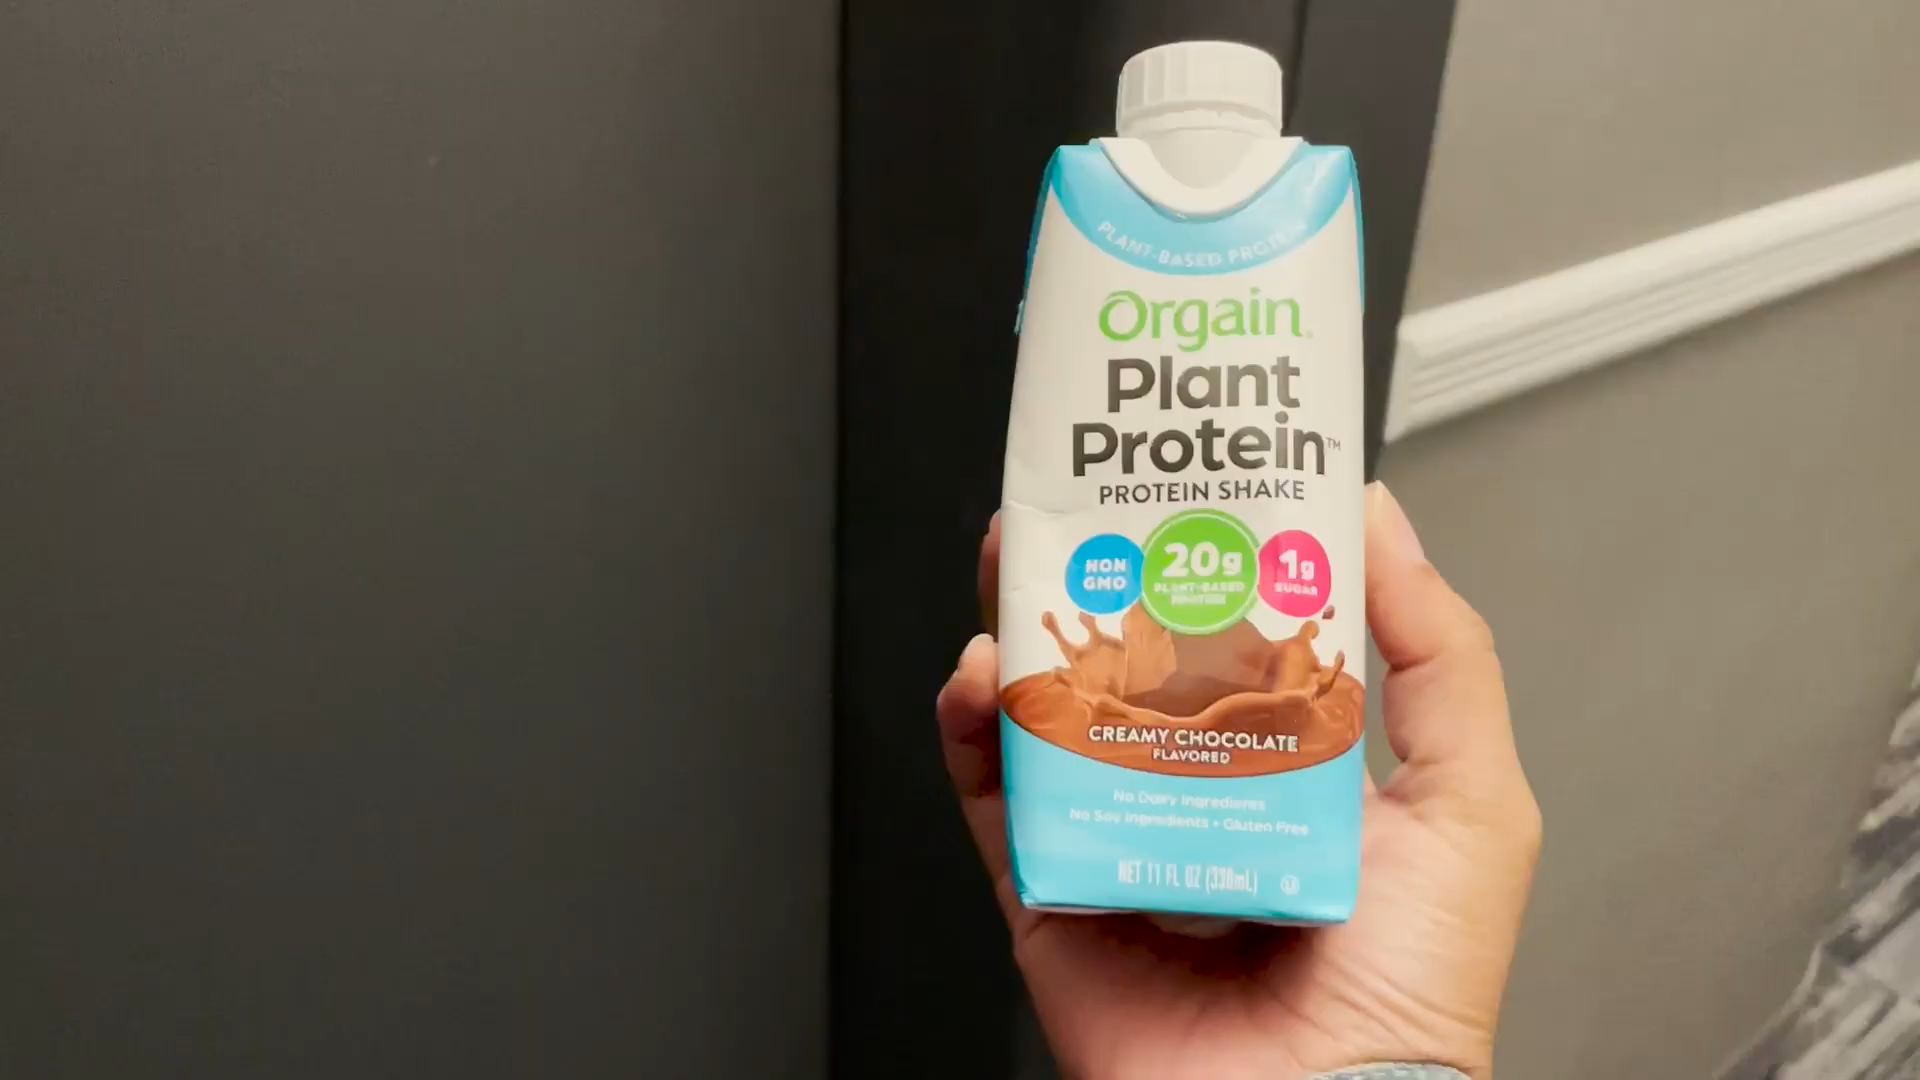 PLANT-BASED PROTEIN
Orgain
Plant
Protein™
PROTEIN SHAKE
NON
GMO
20g
PLANT-BASED
PROTEIN
1g
SUGAR
CREAMY CHOCOLATE
FLAVORED
No Dairy Ingredients
No Soy Ingredients • Gluten Free
NET 11 FL OZ (330mL)